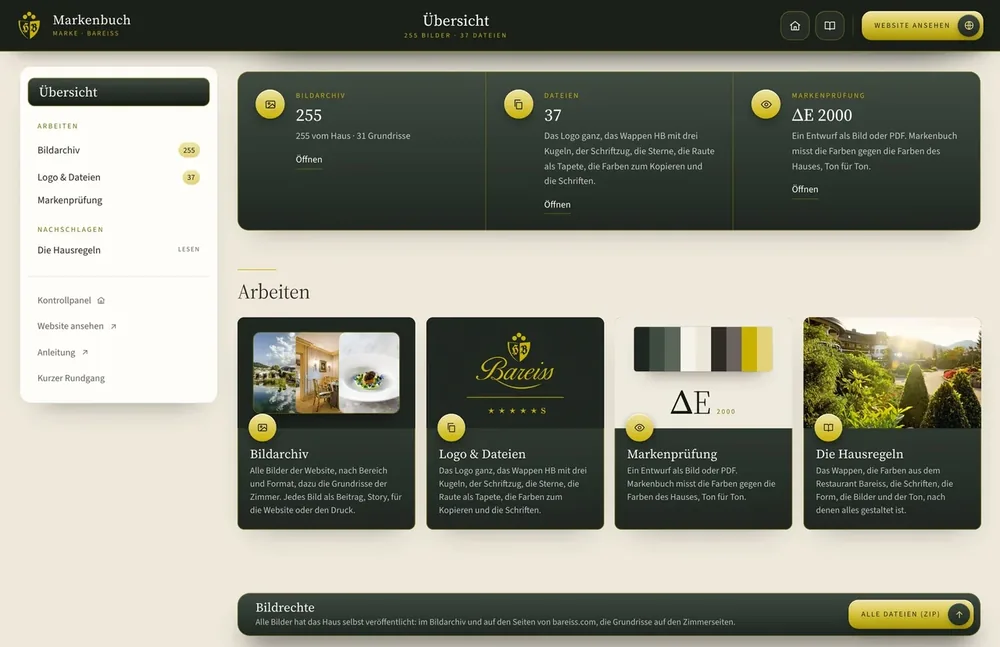 Markenbuch
MARKE · BAREISS
Übersicht
255 BILDER · 37 DATEIEN
WEBSITE ANSEHEN
Übersicht
ARBEITEN
Bildarchiv 255
Logo & Dateien 37
Markenprüfung
NACHSCHLAGEN
Die Hausregeln LESEN
Kontrollpanel
Website ansehen
Anleitung
Kurzer Rundgang
BILDARCHIV
255
255 vom Haus · 31 Grundrisse
Öffnen
DATEIEN
37
Das Logo ganz, das Wappen HB mit drei
Kugeln, der Schriftzug, die Sterne, die Raute
als Tapete, die Farben zum Kopieren und
die Schriften.
Öffnen
MARKENPRÜFUNG
ΔE 2000
Ein Entwurf als Bild oder PDF. Markenbuch
misst die Farben gegen die Farben des
Hauses, Ton für Ton.
Öffnen
Arbeiten
Bildarchiv
Alle Bilder der Website, nach Bereich
und Format, dazu die Grundrisse der
Zimmer. Jedes Bild als Beitrag, Story, für
die Website oder den Druck.
HB
Bareiss
★ ★ ★ ★ ★ S
Logo & Dateien
Das Logo ganz, das Wappen HB mit drei
Kugeln, der Schriftzug, die Sterne, die
Raute als Tapete, die Farben zum
Kopieren und die Schriften.
ΔE 2000
Markenprüfung
Ein Entwurf als Bild oder PDF.
Markenbuch misst die Farben gegen die
Farben des Hauses, Ton für Ton.
Die Hausregeln
Das Wappen, die Farben aus dem
Restaurant Bareiss, die Schriften, die
Form, die Bilder und der Ton, nach
denen alles gestaltet ist.
Bildrechte
Alle Bilder hat das Haus selbst veröffentlicht: im Bildarchiv und auf den Seiten von bareiss.com, die Grundrisse auf den Zimmerseiten.
ALLE DATEIEN (ZIP)